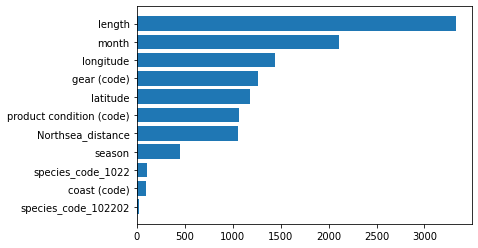 length
month
longitude
gear (code)
latitude
product condition (code)
Northsea_distance
season
species_code_1022
coast (code)
species_code_102202
0 500 1000 1500 2000 2500 3000